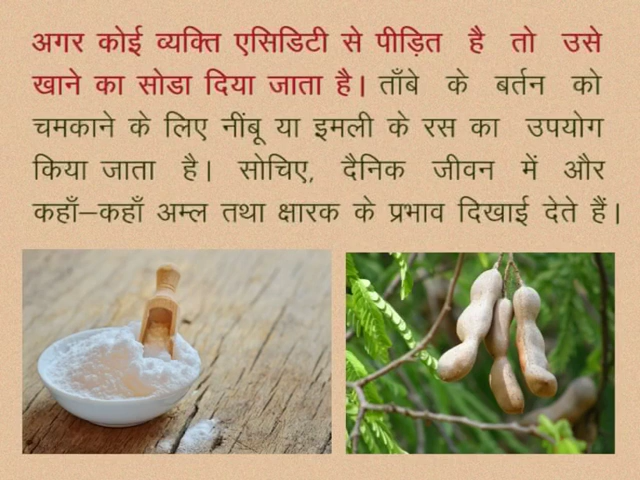 अगर कोई व्यक्ति एसिडिटी से पीड़ित है तो उसे
खाने का सोडा दिया जाता है। ताँबे के बर्तन को
चमकाने के लिए नींबू या इमली के रस का उपयोग
किया जाता है। सोचिए, दैनिक जीवन में और
कहाँ–कहाँ अम्ल तथा क्षारक के प्रभाव दिखाई देते हैं।